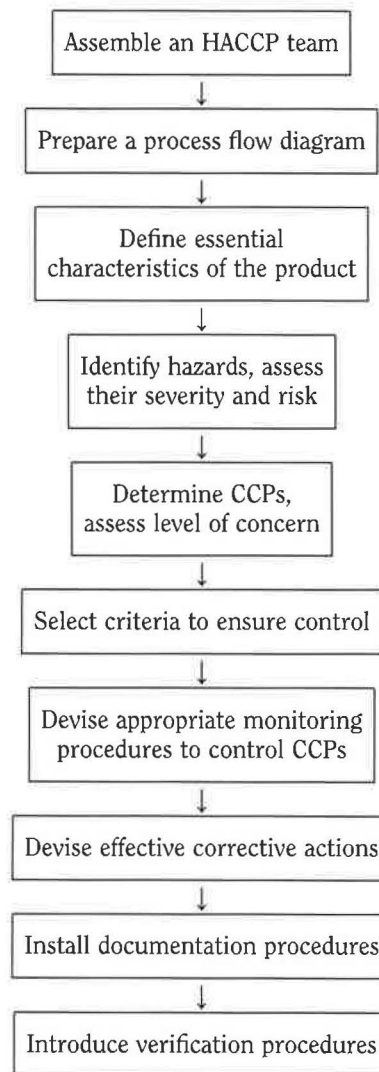 Assemble an HACCP team
↓
Prepare a process flow diagram
↓
Define essential
characteristics of the product
↓
Identify hazards, assess
their severity and risk
↓
Determine CCPs,
assess level of concern
↓
Select criteria to ensure control
↓
Devise appropriate monitoring
procedures to control CCPs
↓
Devise effective corrective actions
↓
Install documentation procedures
↓
Introduce verification procedures